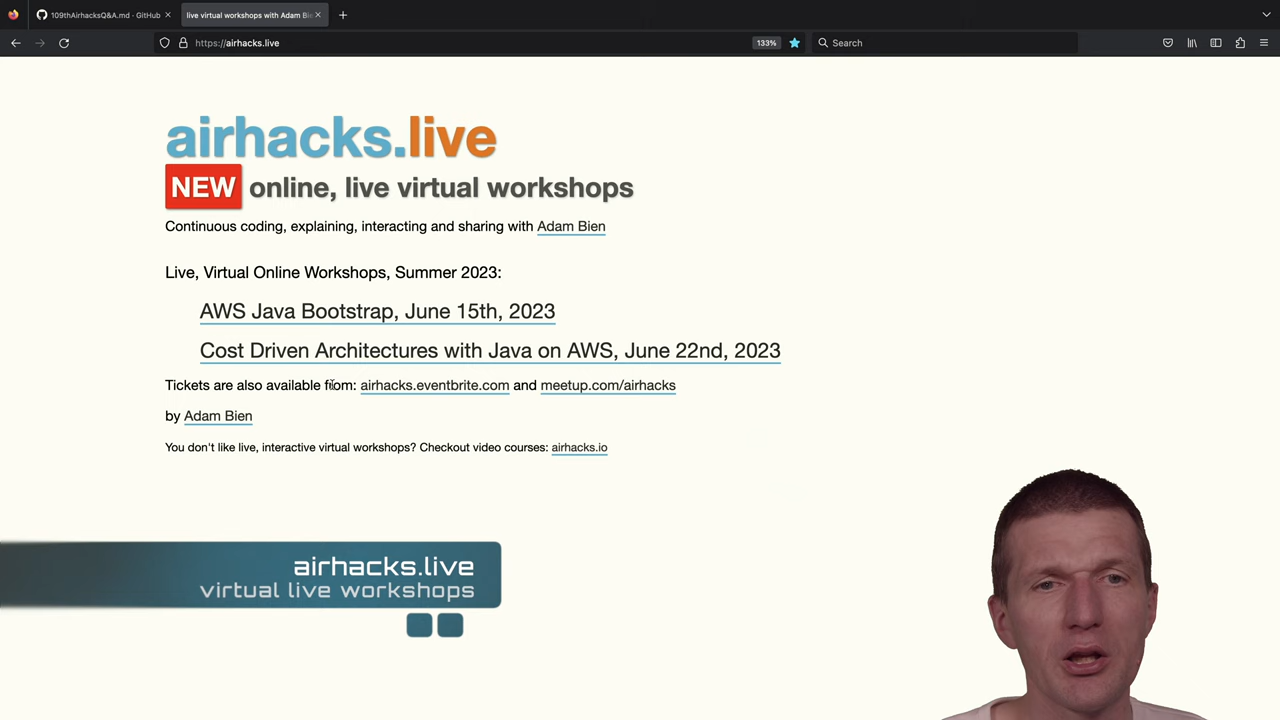 109thAirhacksQ&A.md · GitHub
live virtual workshops with Adam Bie
https://airhacks.live
133%
Search
airhacks.live
NEW online, live virtual workshops
Continuous coding, explaining, interacting and sharing with Adam Bien
Live, Virtual Online Workshops, Summer 2023:
AWS Java Bootstrap, June 15th, 2023
Cost Driven Architectures with Java on AWS, June 22nd, 2023
Tickets are also available from: airhacks.eventbrite.com and meetup.com/airhacks
by Adam Bien
You don't like live, interactive virtual workshops? Checkout video courses: airhacks.io
airhacks.live
virtual live workshops